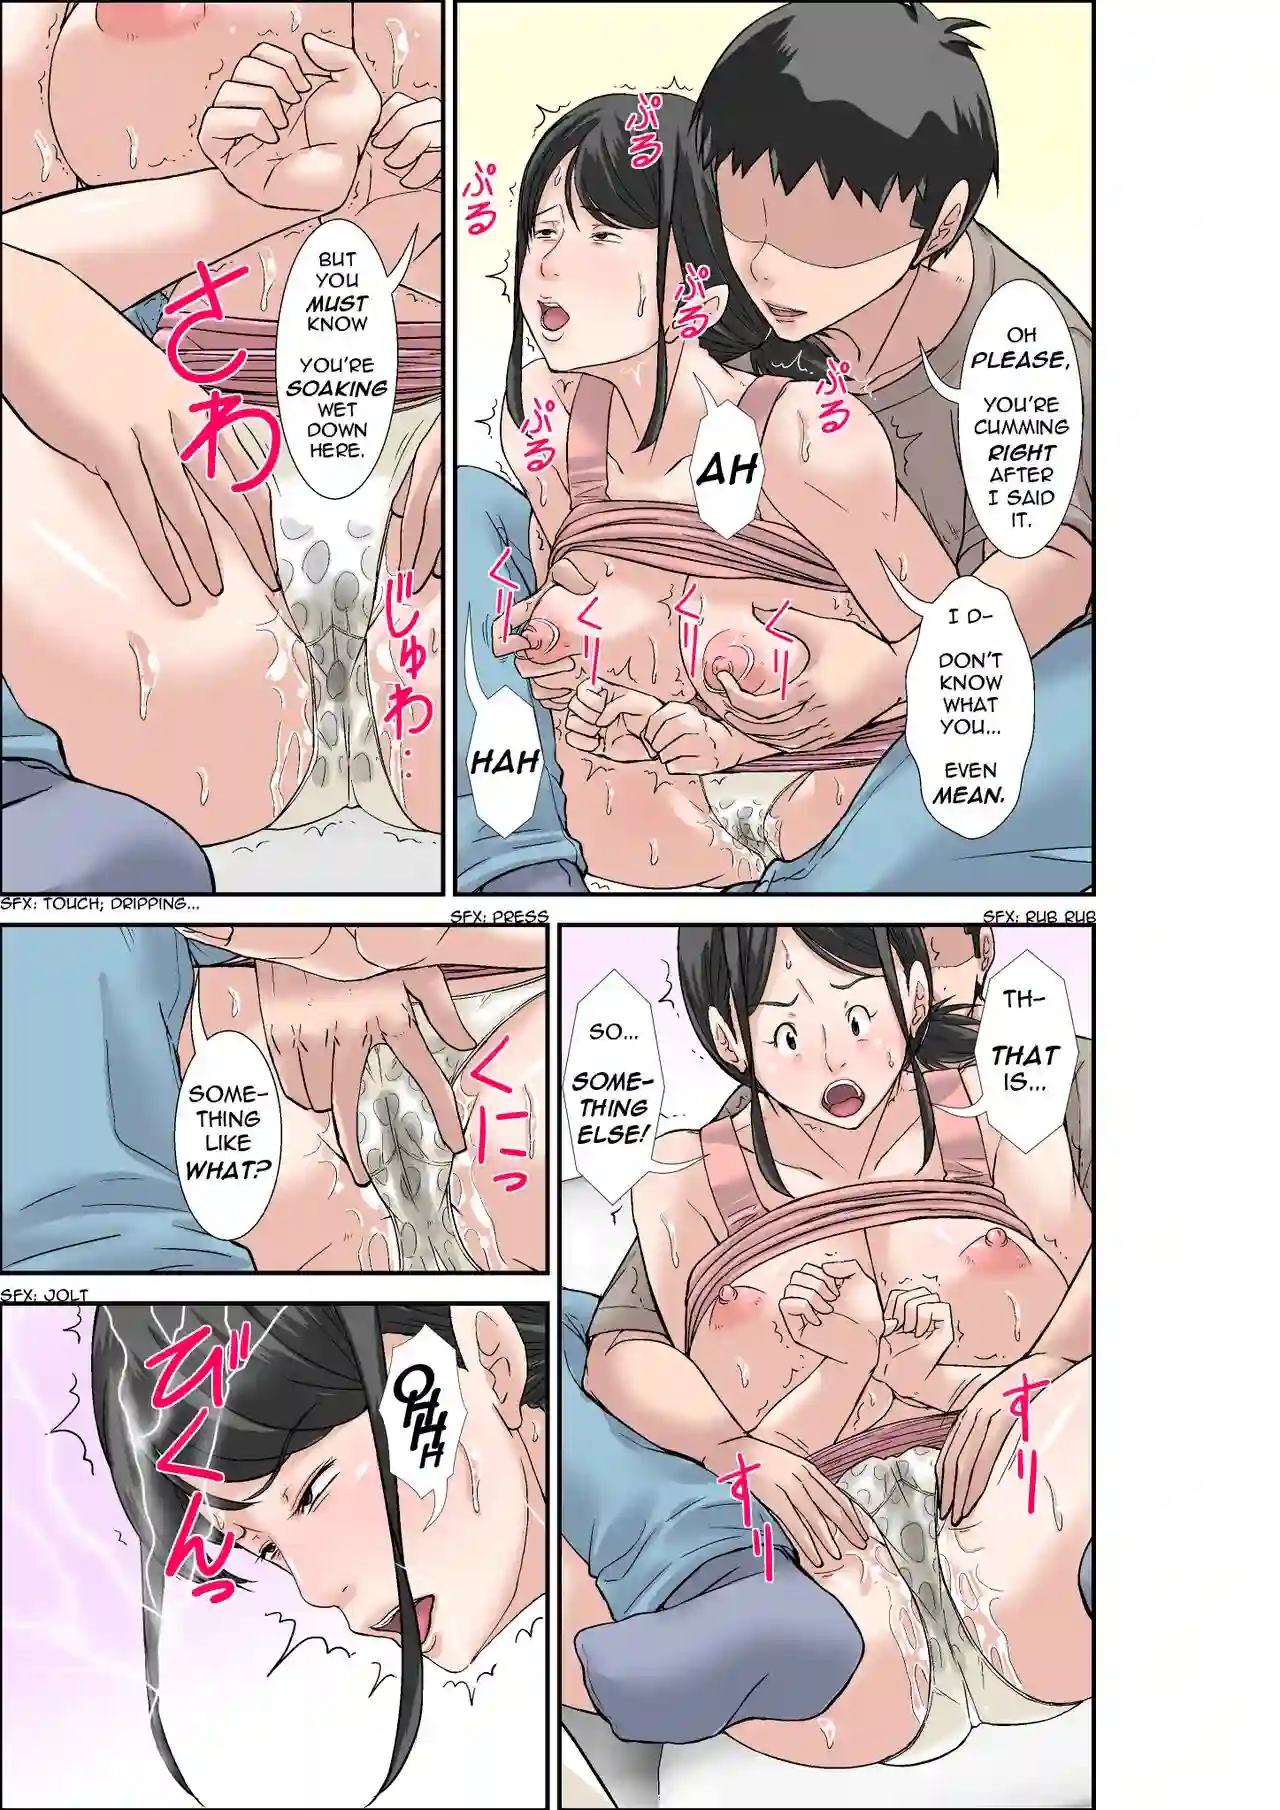 OH
PLEASE,
YOU'RE
CUMMING
RIGHT
AFTER
I SAID
IT.
ぷる
ぷる
ぷる
ぷる
ぷる
AH
I D-
DON'T
KNOW
WHAT
YOU...
EVEN
MEAN.
くり
くり
くり
くり
HAH
BUT
YOU
MUST
KNOW
YOU'RE
SOAKING
WET
DOWN
HERE.
さわ
じゅわ…
SFX: RUB RUB
SFX: PRESS
SFX: TOUCH; DRIPPING...
TH-
THAT
IS...
SO...
SOME-
THING
ELSE!
すり
すり
SOME-
THING
LIKE
WHAT?
くにっ
SFX: JOLT
びくんっ
OHHH